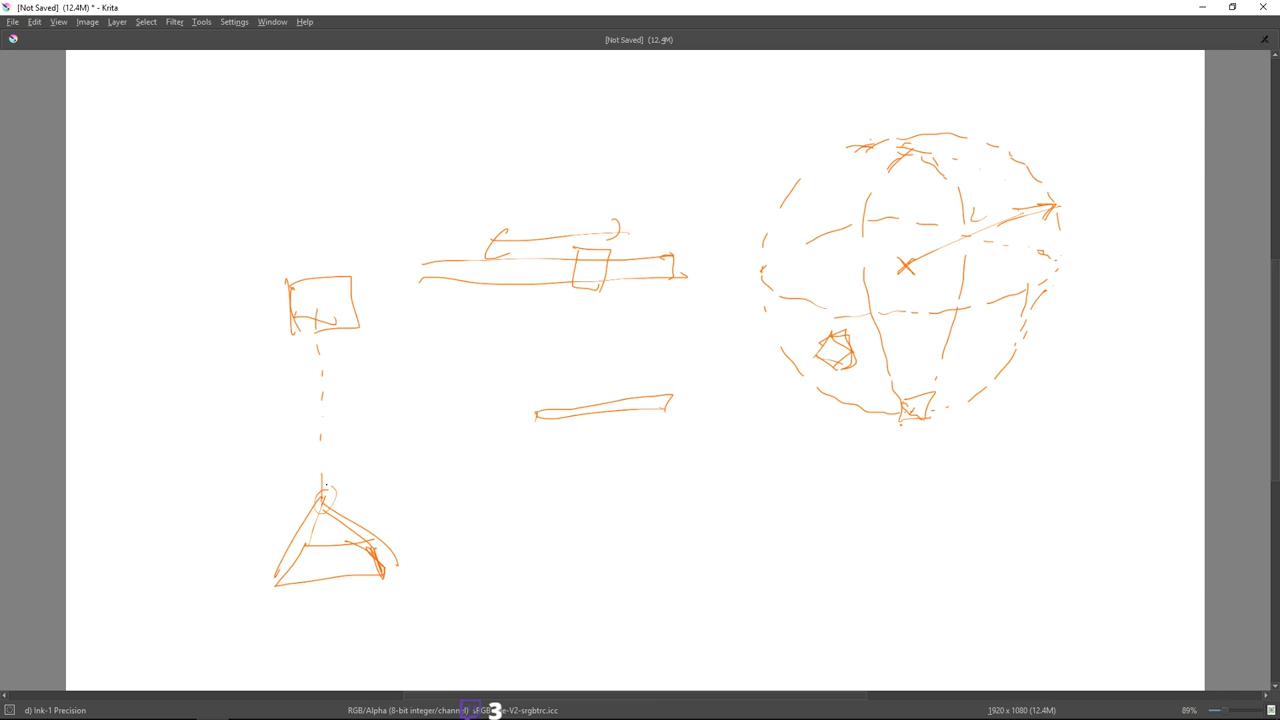 [Not Saved] (12.4M) * - Krita
File Edit View Image Layer Select Filter Tools Settings Window Help
[Not Saved] (12.4M)
d) Ink-1 Precision
RGB/Alpha (8-bit integer/channel)
3
1920 x 1080 (12.4M)
89%